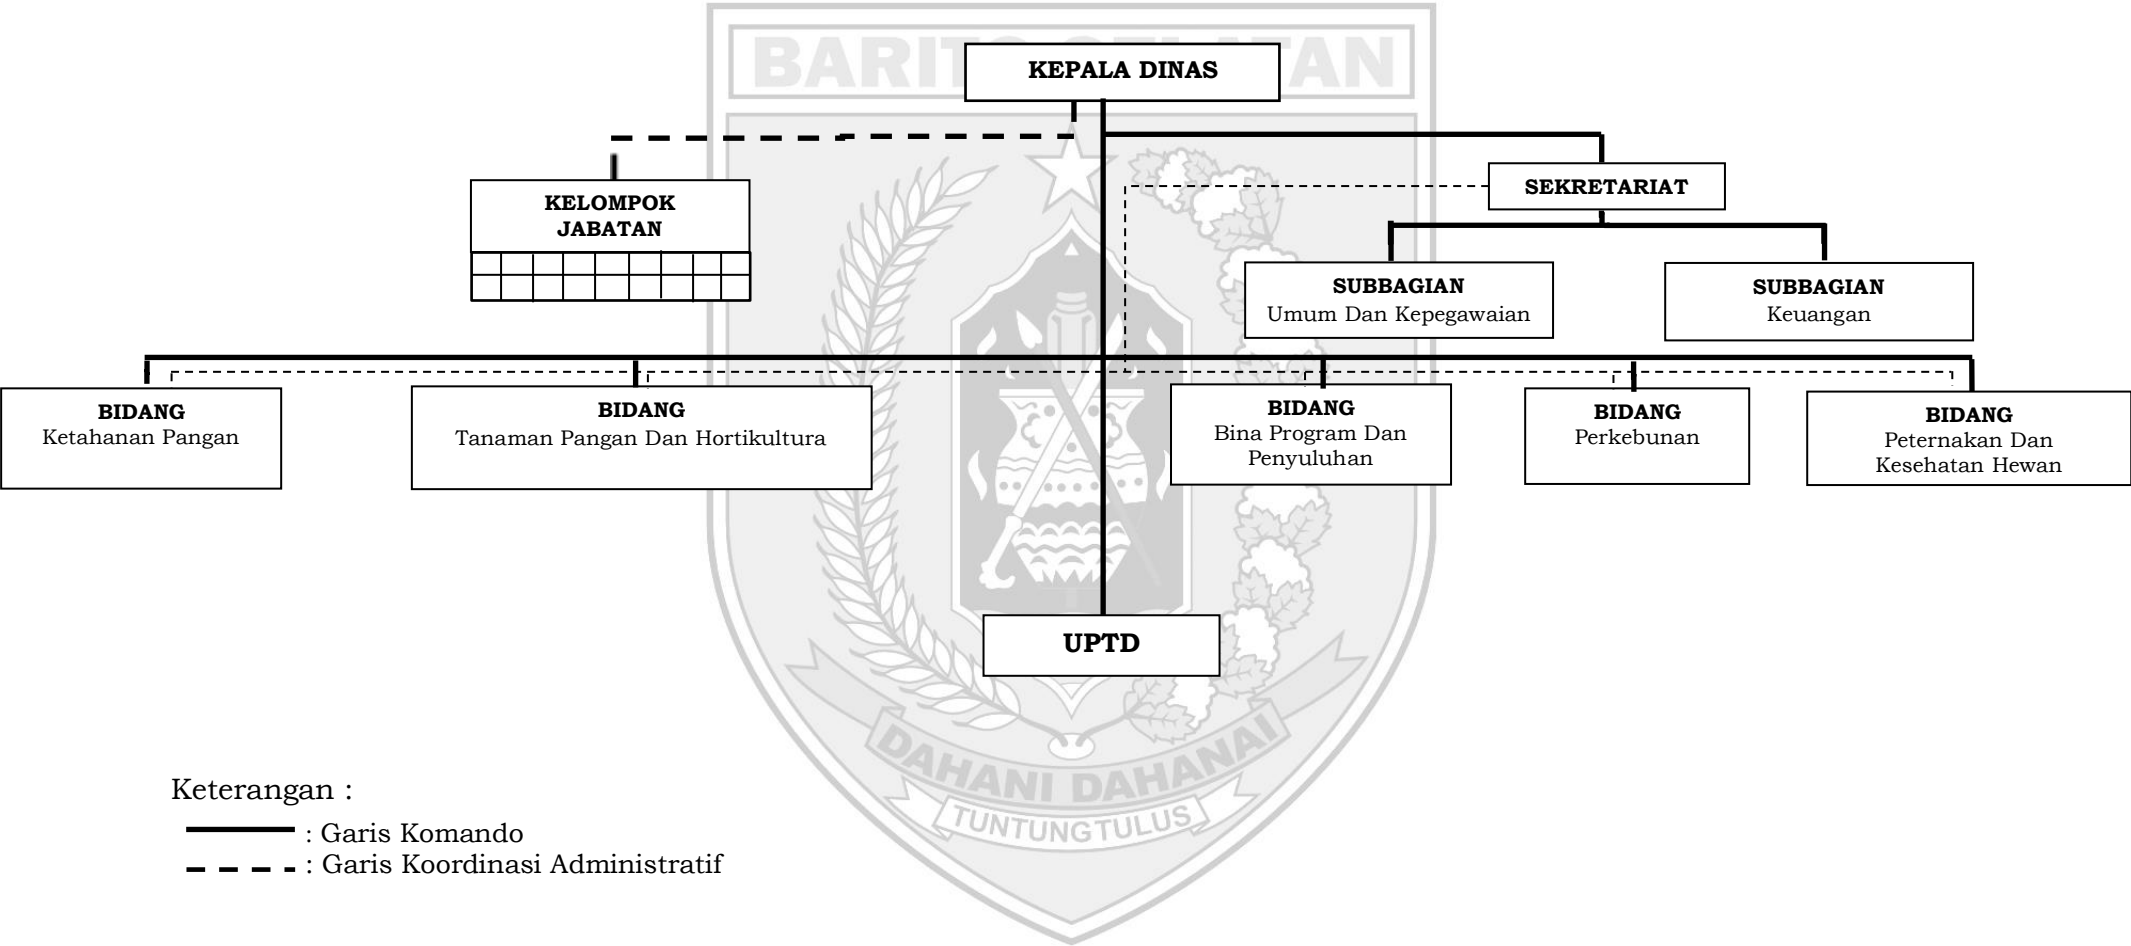 BARITO SELATAN
KEPALA DINAS
SEKRETARIAT
KELOMPOK
JABATAN
SUBBAGIAN
Umum Dan Kepegawaian
SUBBAGIAN
Keuangan
BIDANG
Ketahanan Pangan
BIDANG
Tanaman Pangan Dan Hortikultura
BIDANG
Bina Program Dan
Penyuluhan
BIDANG
Perkebunan
BIDANG
Peternakan Dan
Kesehatan Hewan
UPTD
DAHANI DAHANAI
TUNTUNG TULUS
Keterangan :
: Garis Komando
: Garis Koordinasi Administratif